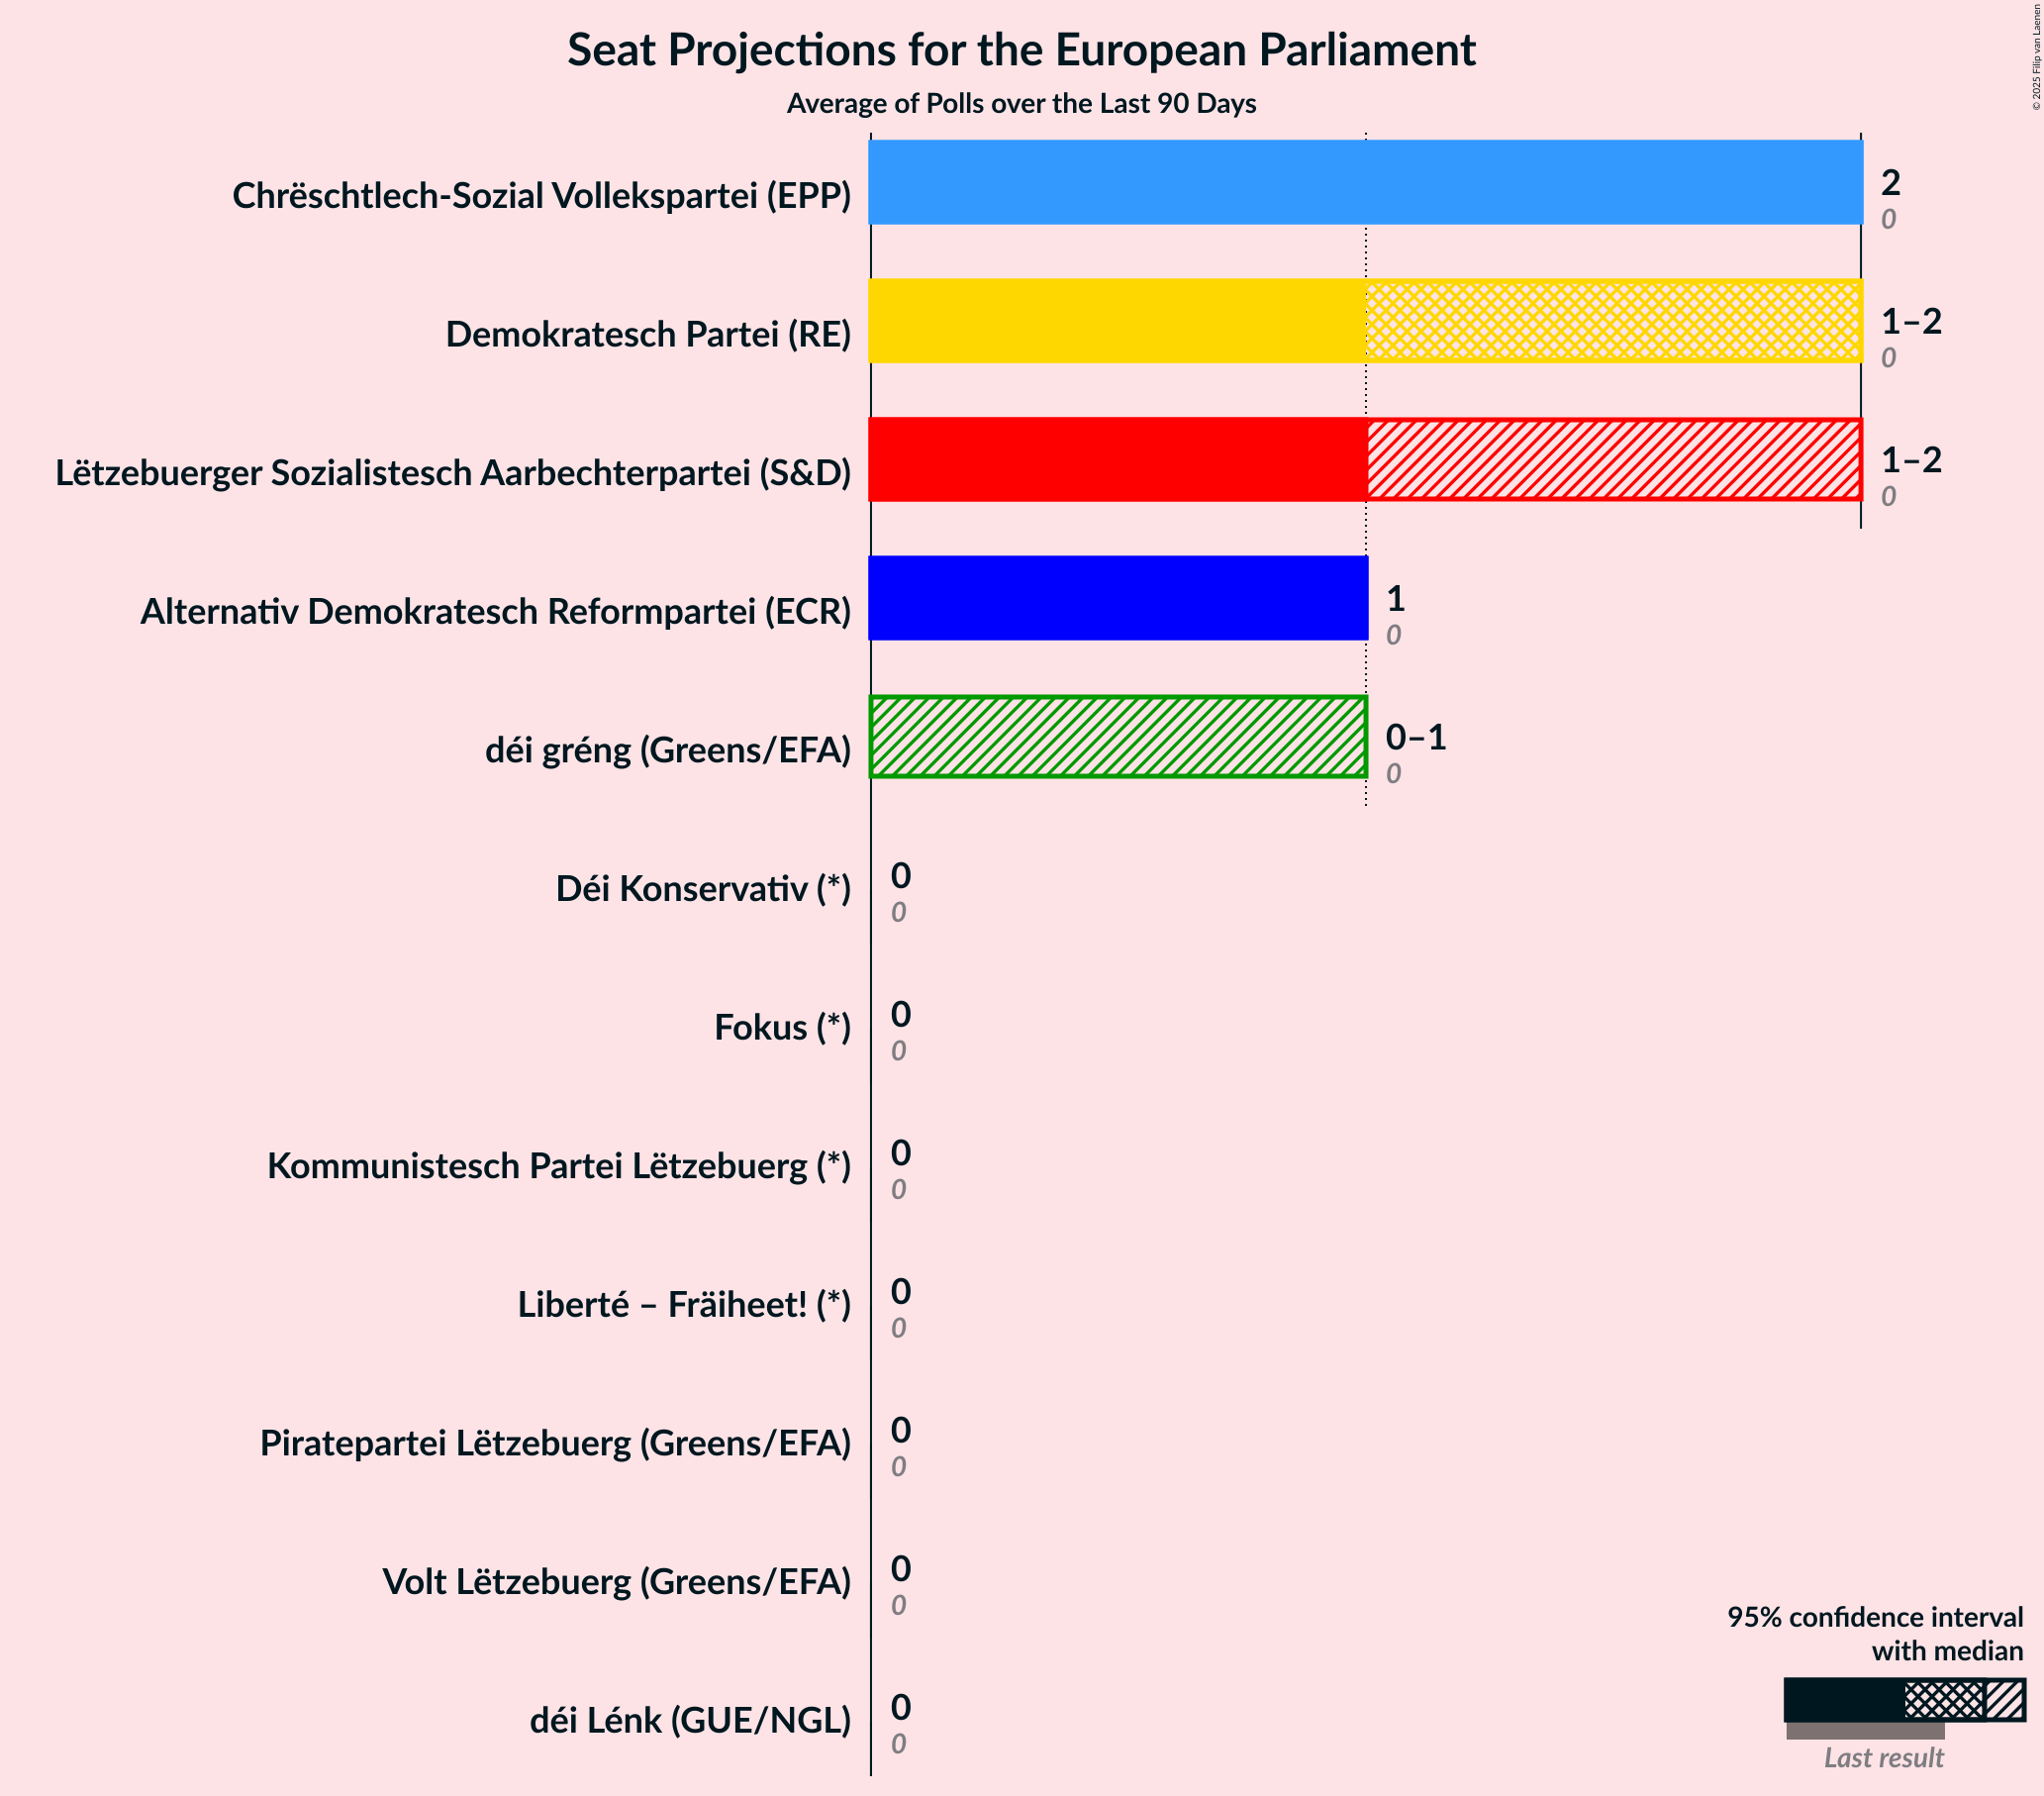 Seat Projections for the European Parliament
Average of Polls over the Last 90 Days
© 2025 Filip van Laenen
Chrëschtlech-Sozial Vollekspartei (EPP)
2
0
Demokratesch Partei (RE)
1–2
0
Lëtzebuerger Sozialistesch Aarbechterpartei (S&D)
1–2
0
Alternativ Demokratesch Reformpartei (ECR)
1
0
déi gréng (Greens/EFA)
0–1
0
Déi Konservativ (*)
0
0
Fokus (*)
0
0
Kommunistesch Partei Lëtzebuerg (*)
0
0
Liberté – Fräiheet! (*)
0
0
Piratepartei Lëtzebuerg (Greens/EFA)
0
0
Volt Lëtzebuerg (Greens/EFA)
0
0
déi Lénk (GUE/NGL)
0
0
95% confidence interval
with median
Last result